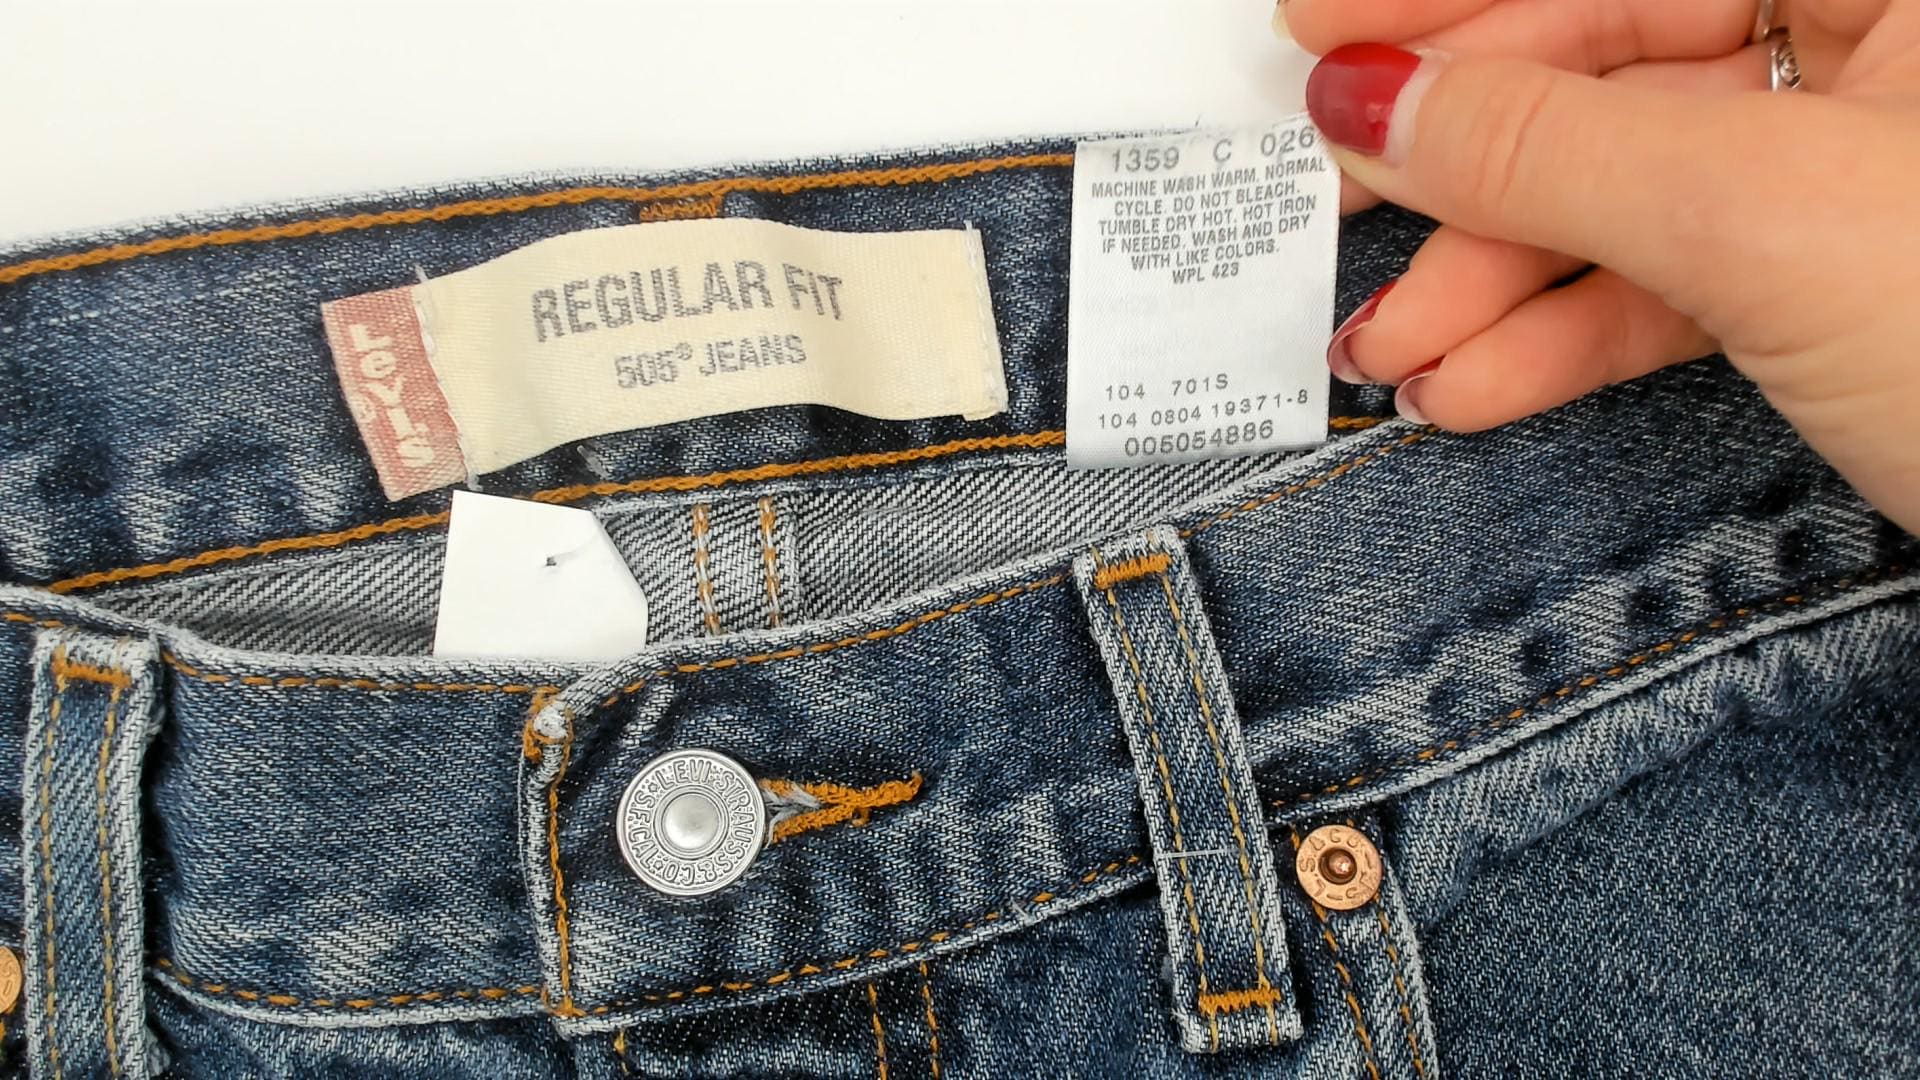 Levi's
®
REGULAR FIT
505® JEANS
1359 C 026
MACHINE WASH WARM. NORMAL
CYCLE. DO NOT BLEACH.
TUMBLE DRY HOT. HOT IRON
IF NEEDED. WASH AND DRY
WITH LIKE COLORS.
WPL 423
104 701S
104 0804 19371-8
005054886
LEVI STRAUSS & CO
S.F.CAL.
L.S.&CO.